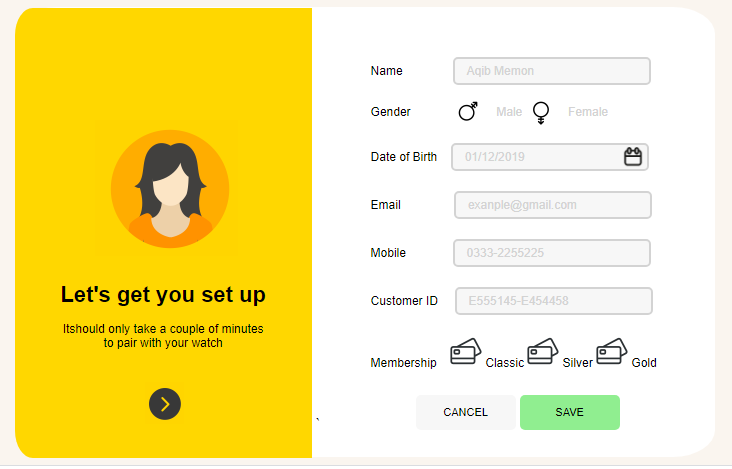 Let's get you set up
Itshould only take a couple of minutes
to pair with your watch
`
Name Aqib Memon
Gender Male Female
Date of Birth 01/12/2019
Email exanple@gmail.com
Mobile 0333-2255225
Customer ID E555145-E454458
Membership Classic Silver Gold
CANCEL SAVE